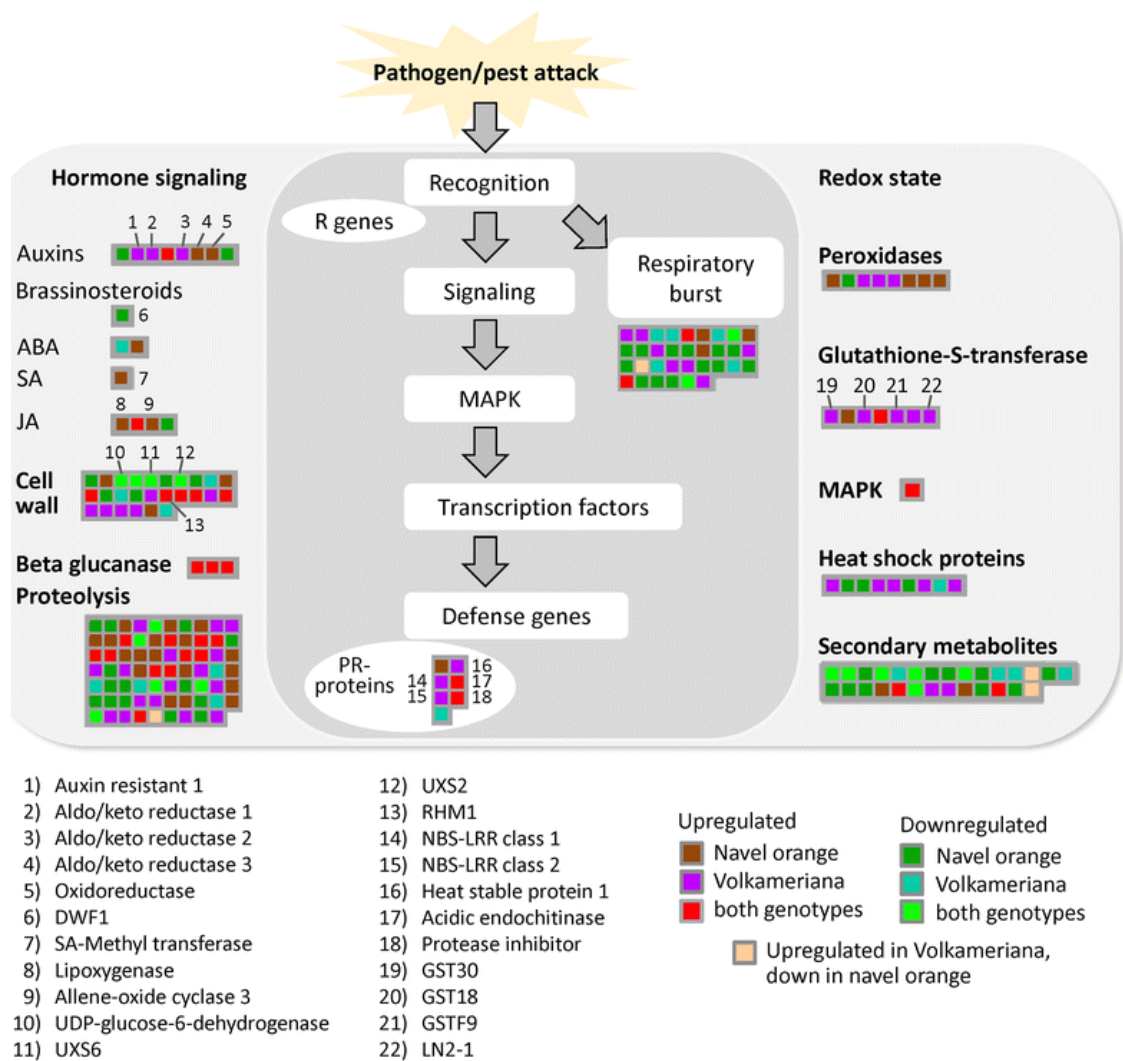 Pathogen/pest attack
Hormone signaling
Recognition
Redox state
R genes
1 2 3 4 5
Auxins
Respiratory
burst
Peroxidases
Brassinosteroids
6
Signaling
ABA
Glutathione-S-transferase
SA
7
19 20 21 22
8 9
JA
MAPK
10 11 12
Cell
wall
13
MAPK
Transcription factors
Beta glucanase
Heat shock proteins
Proteolysis
Defense genes
Secondary metabolites
PR-
proteins
16
14 17
15 18
1) Auxin resistant 1
2) Aldo/keto reductase 1
3) Aldo/keto reductase 2
4) Aldo/keto reductase 3
5) Oxidoreductase
6) DWF1
7) SA-Methyl transferase
8) Lipoxygenase
9) Allene-oxide cyclase 3
10) UDP-glucose-6-dehydrogenase
11) UXS6
12) UXS2
13) RHM1
14) NBS-LRR class 1
15) NBS-LRR class 2
16) Heat stable protein 1
17) Acidic endochitinase
18) Protease inhibitor
19) GST30
20) GST18
21) GSTF9
22) LN2-1
Upregulated
Navel orange
Volkameriana
both genotypes
Downregulated
Navel orange
Volkameriana
both genotypes
Upregulated in Volkameriana,
down in navel orange